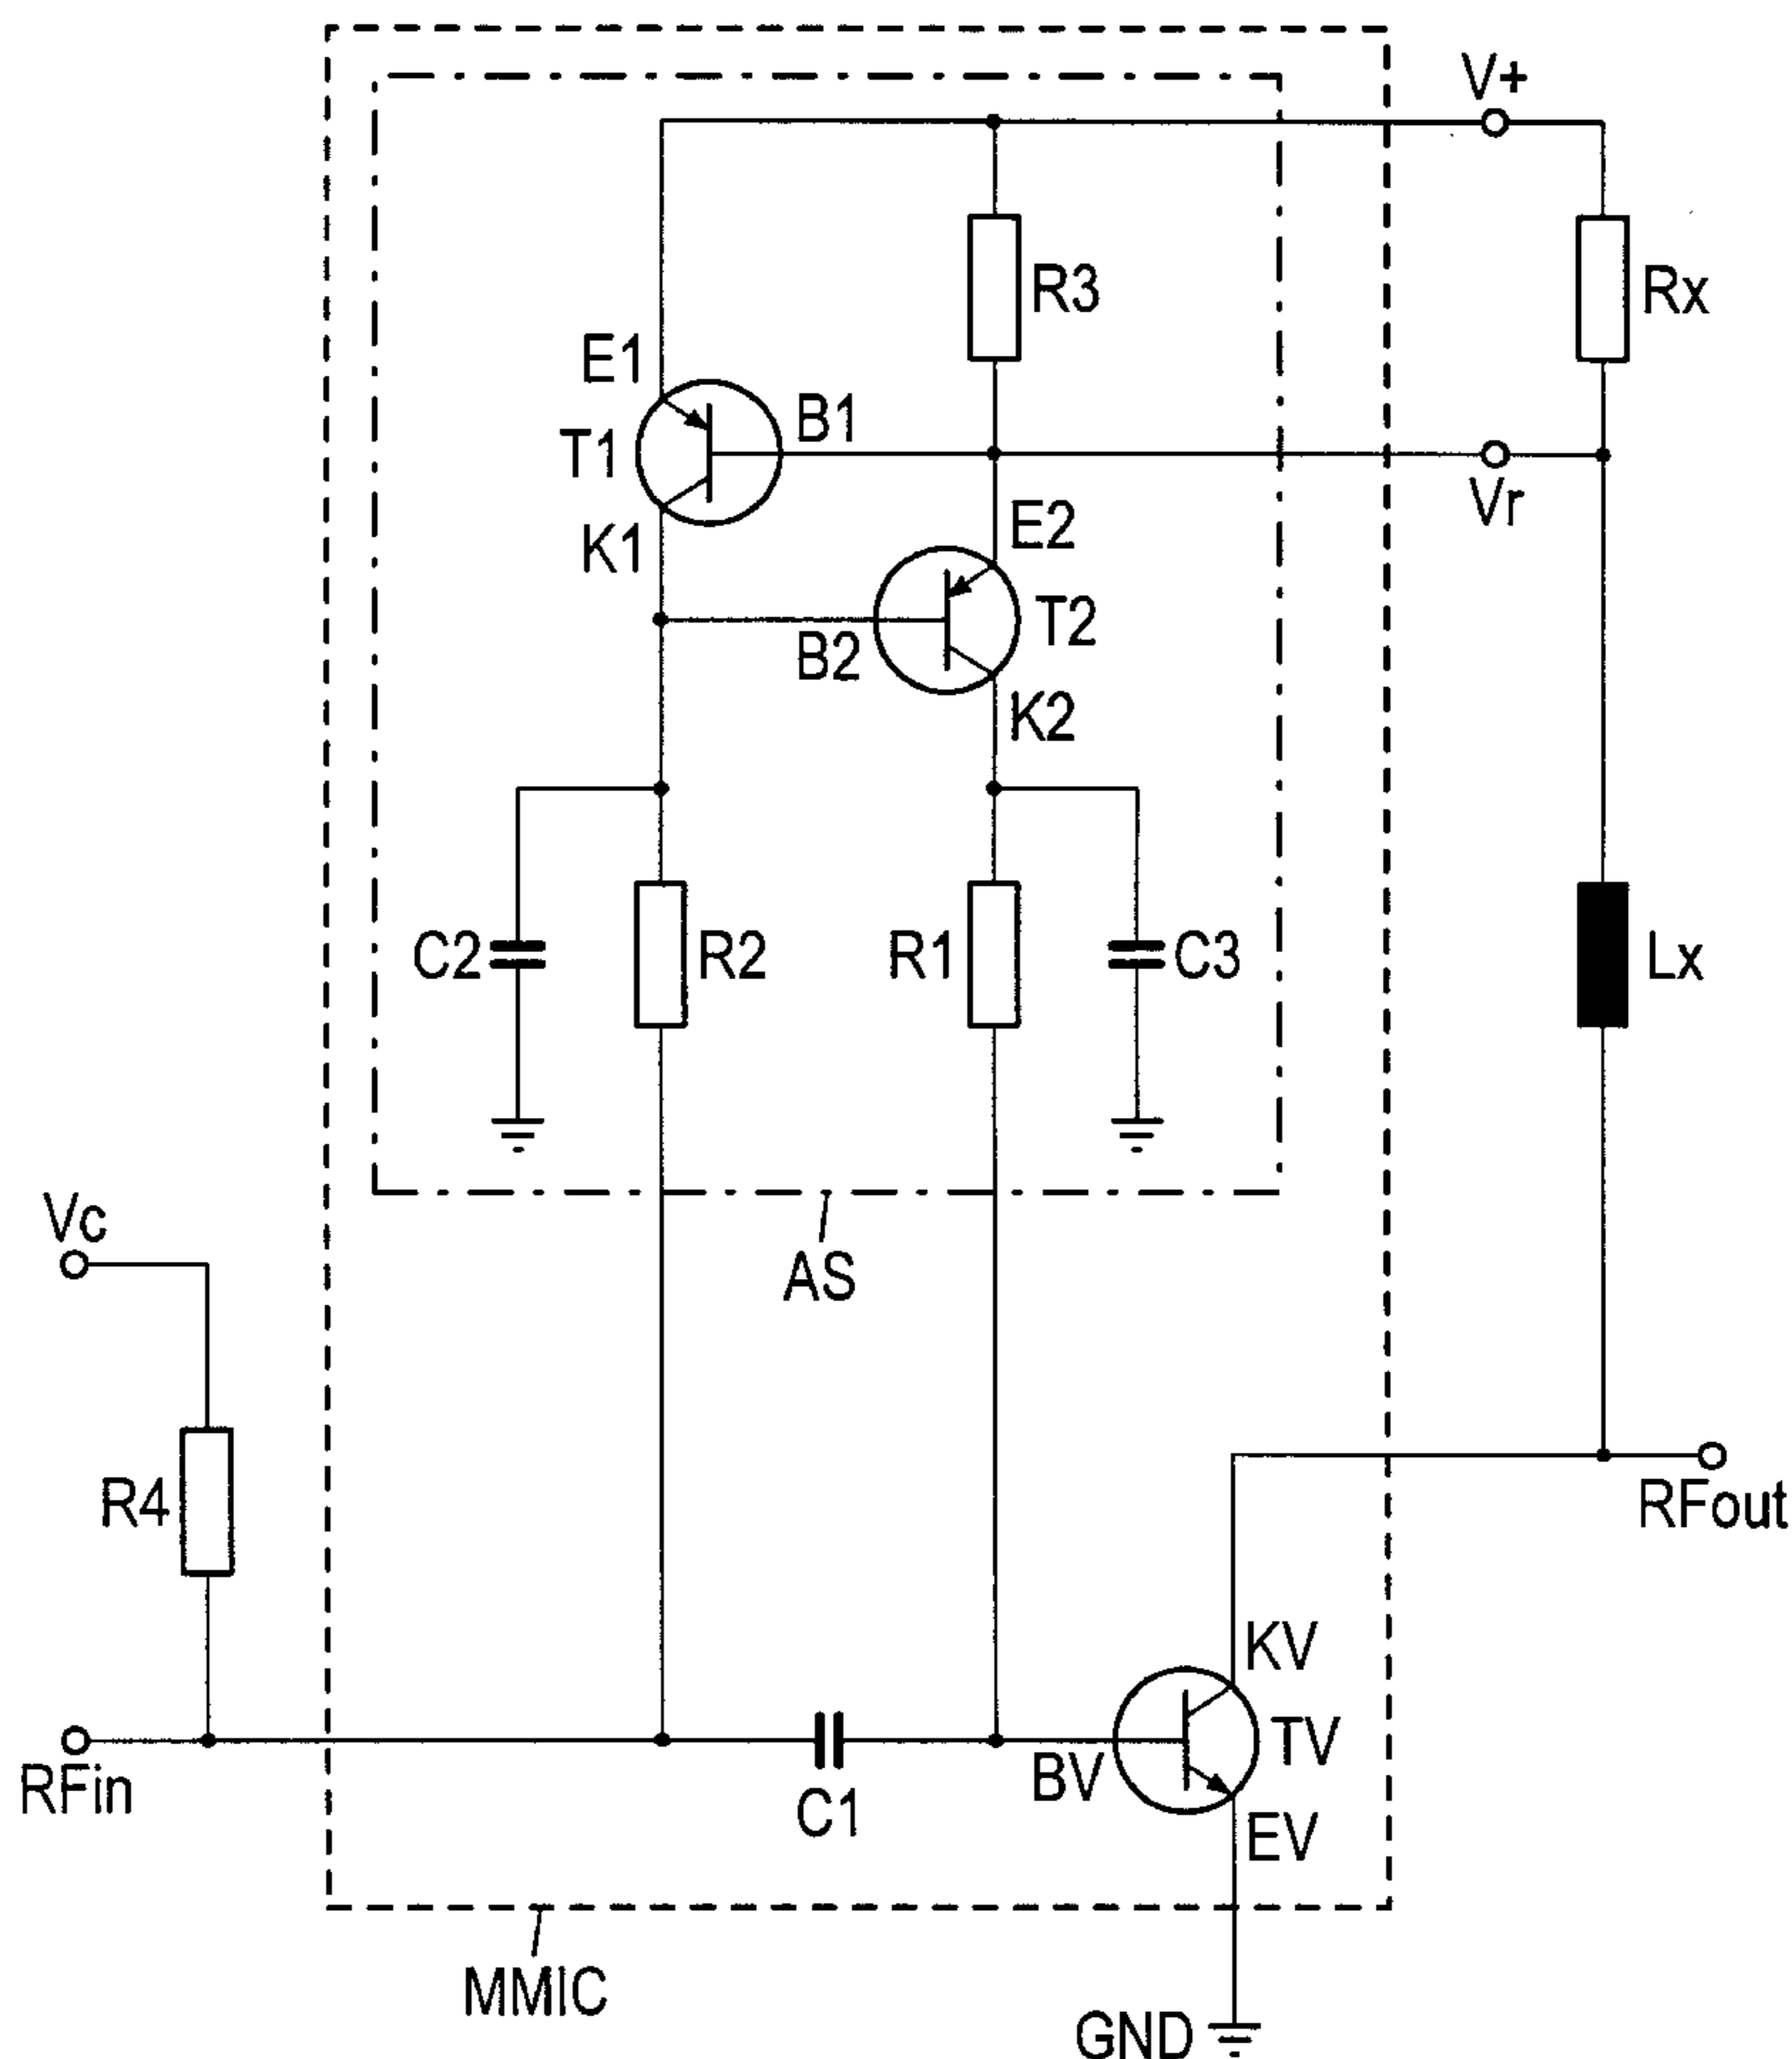 V+
R3
Rx
E1
B1
T1
Vr
E2
K1
T2
B2
K2
C2
R2
R1
C3
Lx
Vc
AS
R4
RFout
KV
TV
BV
RFin
C1
EV
MMIC
GND